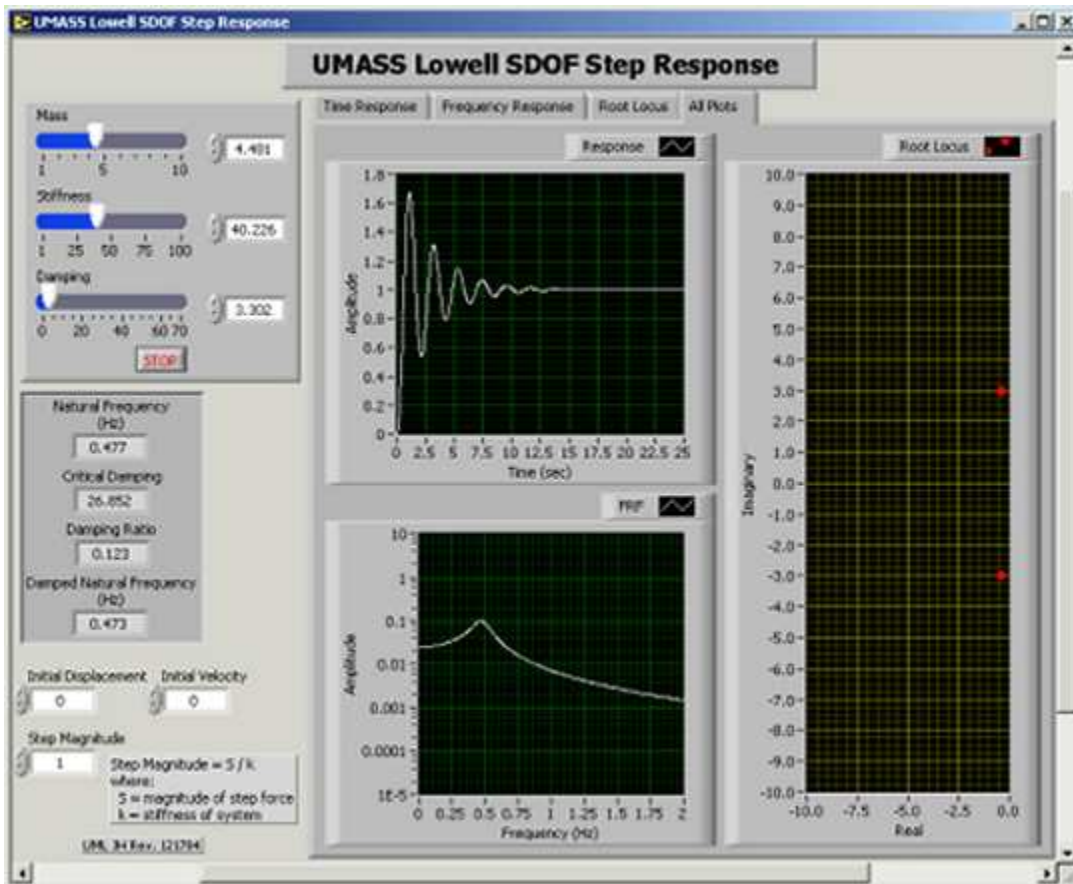 UMASS Lowell SDOF Step Response
UMASS Lowell SDOF Step Response
Mass
4.481
1 5 10
Stiffness
40.226
1 25 50 75 100
Damping
3.302
0 20 40 60 70
STOP
Natural Frequency
(Hz)
0.477
Critical Damping
26.852
Damping Ratio
0.123
Damped Natural Frequency
(Hz)
0.473
Initial Displacement Initial Velocity
0 0
Step Magnitude
1
Step Magnitude = S / k
where:
S = magnitude of step force
k = stiffness of system
Time Response Frequency Response Root Locus All Plots
Response
Amplitude
1.8
1.6
1.4
1.2
1
0.8
0.6
0.4
0.2
0
0 2.5 5 7.5 10 12.5 15 17.5 20 22.5 25
Time (sec)
FRF
Amplitude
10
1
0.1
0.01
0.001
0.0001
1E-5
0 0.25 0.5 0.75 1 1.25 1.5 1.75 2
Frequency (Hz)
Root Locus
Imaginary
10.0
9.0
8.0
7.0
6.0
5.0
4.0
3.0
2.0
1.0
0.0
-1.0
-2.0
-3.0
-4.0
-5.0
-6.0
-7.0
-8.0
-9.0
-10.0
-10.0 -7.5 -5.0 -2.5 0.0
Real